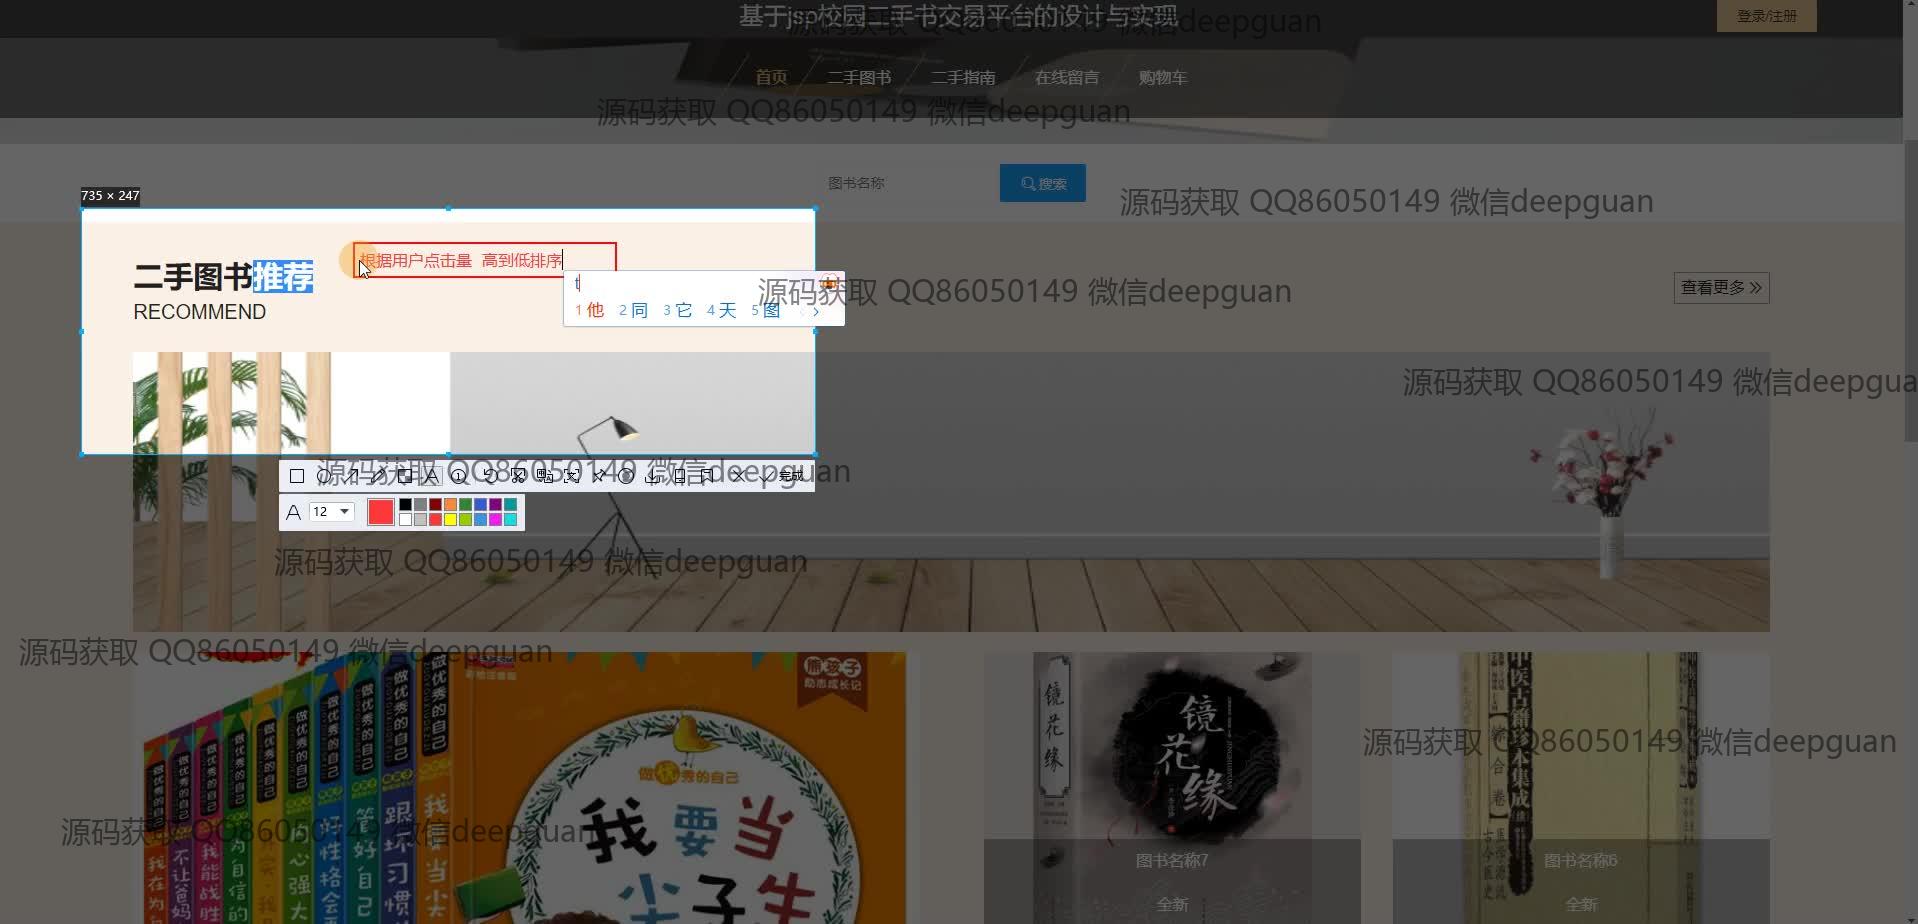 基于jsp校园二手书交易平台的设计与实现
源码获取 QQ86050149 微信deepguan
登录/注册
首页
二手图书
二手指南
在线留言
购物车
源码获取 QQ86050149 微信deepguan
图书名称
搜索
源码获取 QQ86050149 微信deepguan
735 × 247
二手图书推荐
根据用户点击量 高到低排序
t
1 他 2 同 3 它 4 天 5 图
源码获取 QQ86050149 微信deepguan
查看更多
RECOMMEND
源码获取 QQ86050149 微信deepgua
源码获取 QQ86050149 微信deepguan
完成
A 12
源码获取 QQ86050149 微信deepguan
源码获取 QQ86050149 微信deepguan
熊孩子
励志成长记
做优秀的自己
我要当
尖子生
镜花缘
镜花缘
中医古籍珍本集成
综合卷
源码获取 QQ86050149 微信deepguan
源码获取 QQ86050149 微信deepguan
图书名称7
全新
图书名称6
全新